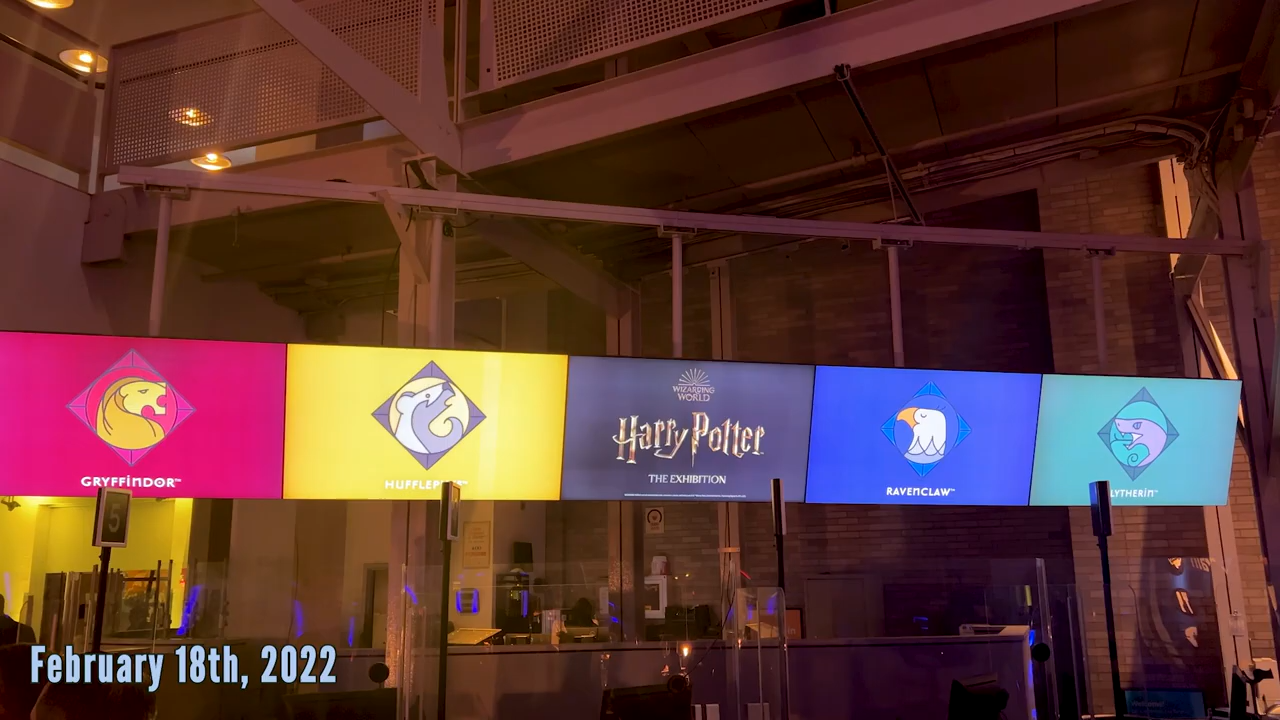 WIZARDING
WORLD
Harry Potter
THE EXHIBITION
GRYFFINDOR™
RAVENCLAW™
5
February 18th, 2022